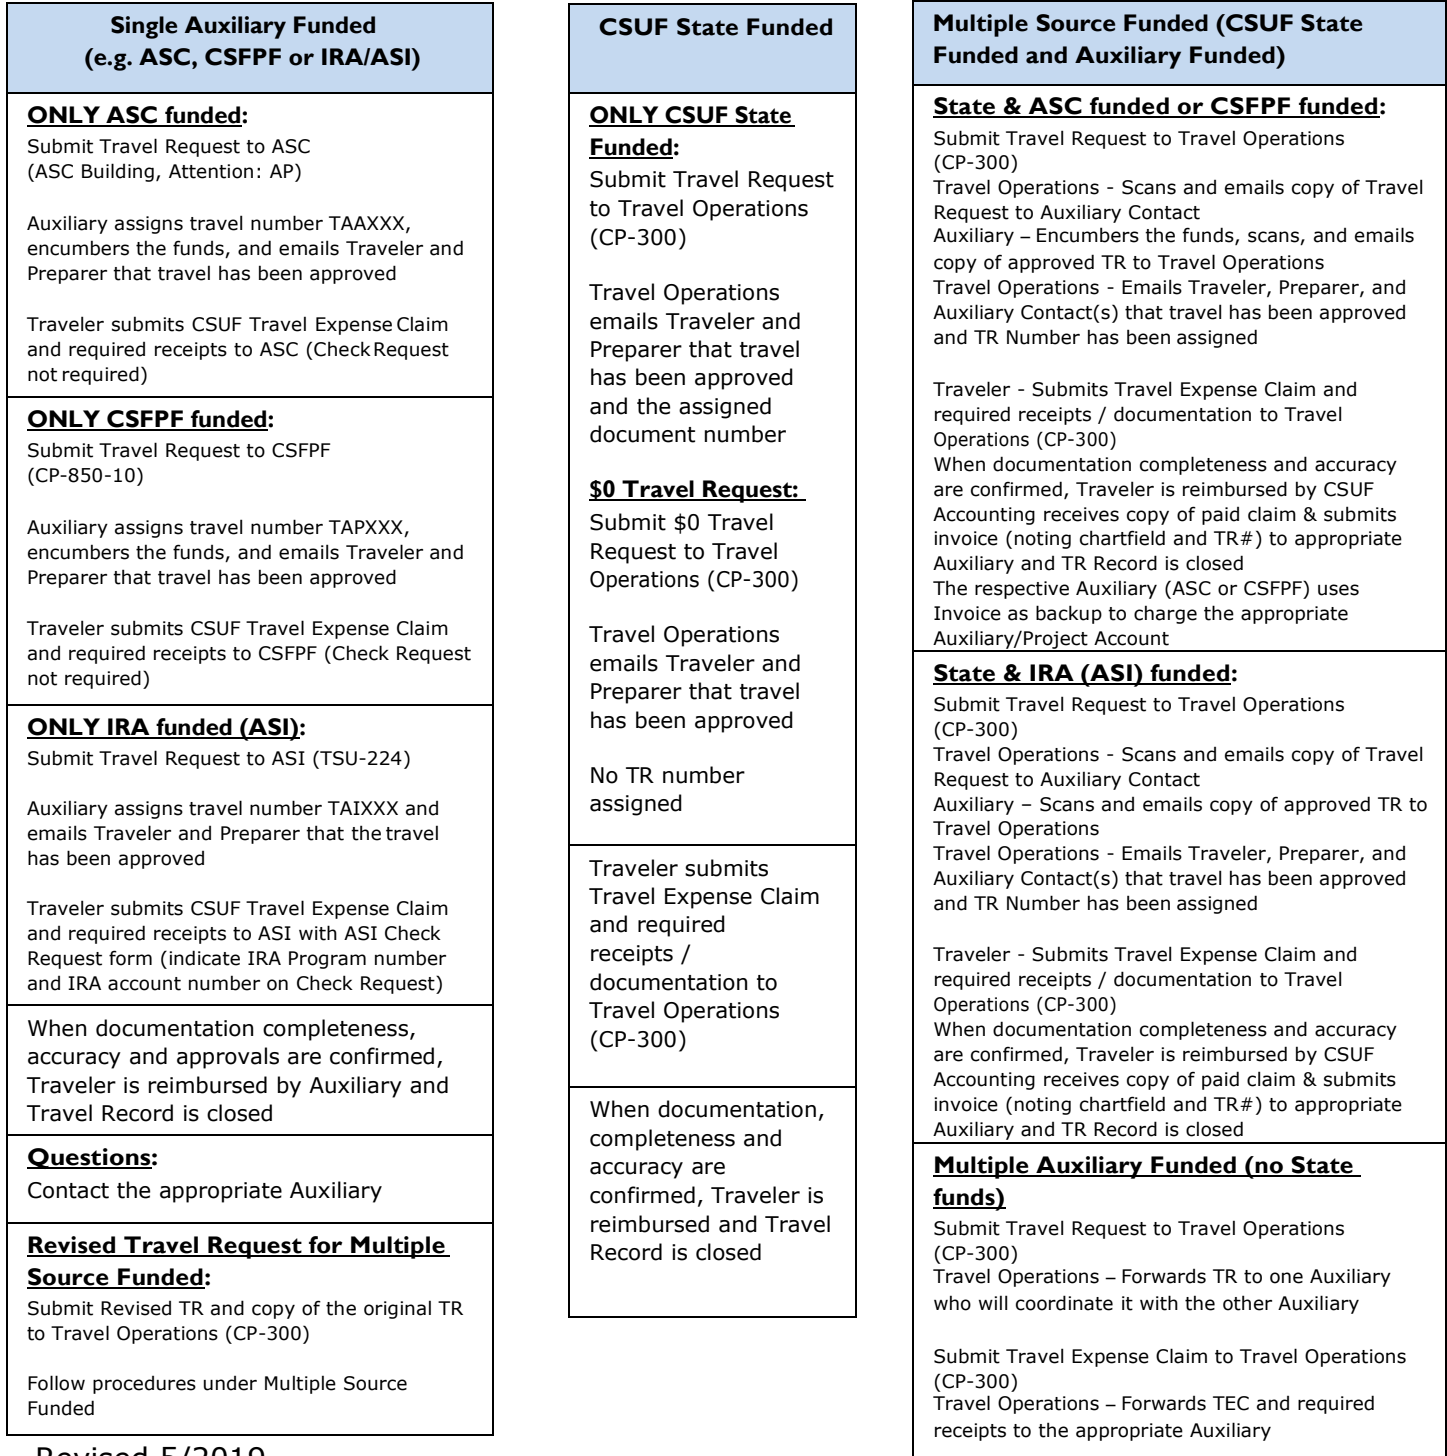 Single Auxiliary Funded
(e.g. ASC, CSFPF or IRA/ASI)
ONLY ASC funded:
Submit Travel Request to ASC
(ASC Building, Attention: AP)
Auxiliary assigns travel number TAAXXX,
encumbers the funds, and emails Traveler and
Preparer that travel has been approved
Traveler submits CSUF Travel Expense Claim
and required receipts to ASC (Check Request
not required)
ONLY CSFPF funded:
Submit Travel Request to CSFPF
(CP-850-10)
Auxiliary assigns travel number TAPXXX,
encumbers the funds, and emails Traveler and
Preparer that travel has been approved
Traveler submits CSUF Travel Expense Claim
and required receipts to CSFPF (Check Request
not required)
ONLY IRA funded (ASI):
Submit Travel Request to ASI (TSU-224)
Auxiliary assigns travel number TAIXXX and
emails Traveler and Preparer that the travel
has been approved
Traveler submits CSUF Travel Expense Claim
and required receipts to ASI with ASI Check
Request form (indicate IRA Program number
and IRA account number on Check Request)
When documentation completeness,
accuracy and approvals are confirmed,
Traveler is reimbursed by Auxiliary and
Travel Record is closed
Questions:
Contact the appropriate Auxiliary
Revised Travel Request for Multiple
Source Funded:
Submit Revised TR and copy of the original TR
to Travel Operations (CP-300)
Follow procedures under Multiple Source
Funded
Revised 5/2019
CSUF State Funded
ONLY CSUF State
Funded:
Submit Travel Request
to Travel Operations
(CP-300)
Travel Operations
emails Traveler and
Preparer that travel
has been approved
and the assigned
document number
$0 Travel Request:
Submit $0 Travel
Request to Travel
Operations (CP-300)
Travel Operations
emails Traveler and
Preparer that travel
has been approved
No TR number
assigned
Traveler submits
Travel Expense Claim
and required
receipts /
documentation to
Travel Operations
(CP-300)
When documentation,
completeness and
accuracy are
confirmed, Traveler is
reimbursed and Travel
Record is closed
Multiple Source Funded (CSUF State
Funded and Auxiliary Funded)
State & ASC funded or CSFPF funded:
Submit Travel Request to Travel Operations
(CP-300)
Travel Operations - Scans and emails copy of Travel
Request to Auxiliary Contact
Auxiliary – Encumbers the funds, scans, and emails
copy of approved TR to Travel Operations
Travel Operations - Emails Traveler, Preparer, and
Auxiliary Contact(s) that travel has been approved
and TR Number has been assigned
Traveler - Submits Travel Expense Claim and
required receipts / documentation to Travel
Operations (CP-300)
When documentation completeness and accuracy
are confirmed, Traveler is reimbursed by CSUF
Accounting receives copy of paid claim & submits
invoice (noting chartfield and TR#) to appropriate
Auxiliary and TR Record is closed
The respective Auxiliary (ASC or CSFPF) uses
Invoice as backup to charge the appropriate
Auxiliary/Project Account
State & IRA (ASI) funded:
Submit Travel Request to Travel Operations
(CP-300)
Travel Operations - Scans and emails copy of Travel
Request to Auxiliary Contact
Auxiliary – Scans and emails copy of approved TR to
Travel Operations
Travel Operations - Emails Traveler, Preparer, and
Auxiliary Contact(s) that travel has been approved
and TR Number has been assigned
Traveler - Submits Travel Expense Claim and
required receipts / documentation to Travel
Operations (CP-300)
When documentation completeness and accuracy
are confirmed, Traveler is reimbursed by CSUF
Accounting receives copy of paid claim & submits
invoice (noting chartfield and TR#) to appropriate
Auxiliary and TR Record is closed
Multiple Auxiliary Funded (no State
funds)
Submit Travel Request to Travel Operations
(CP-300)
Travel Operations – Forwards TR to one Auxiliary
who will coordinate it with the other Auxiliary
Submit Travel Expense Claim to Travel Operations
(CP-300)
Travel Operations – Forwards TEC and required
receipts to the appropriate Auxiliary